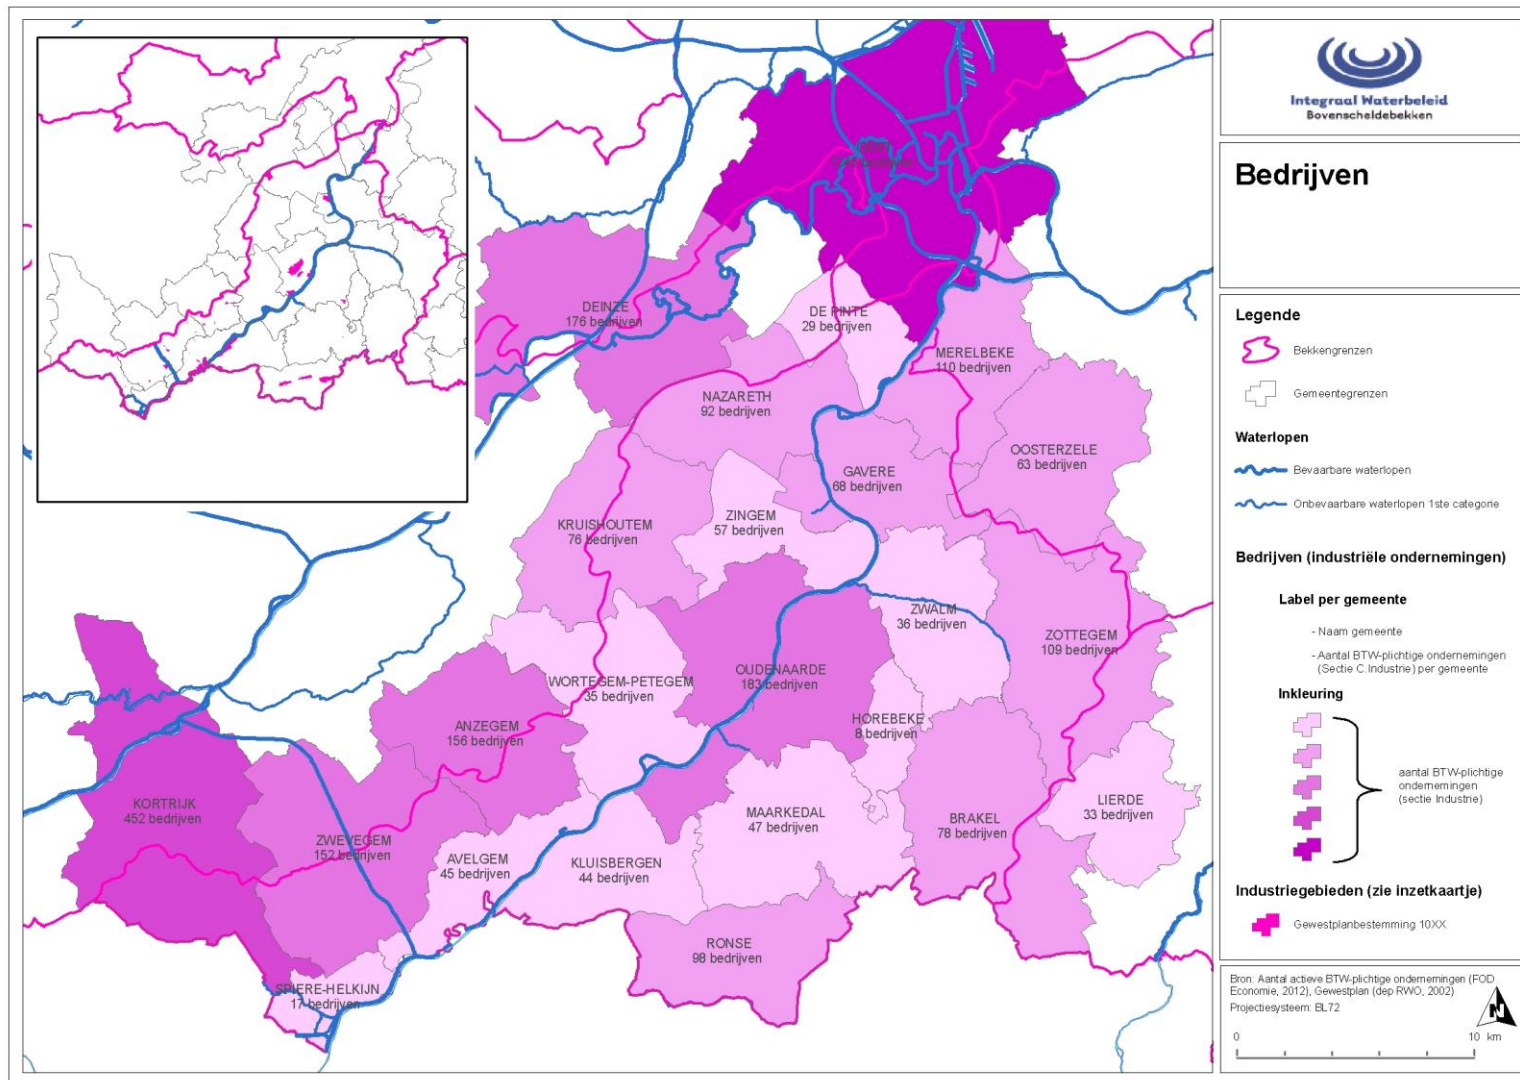 DEINZE
176 bedrijven
DE PINTE
29 bedrijven
MERELBEKE
110 bedrijven
NAZARETH
92 bedrijven
OOSTERZELE
63 bedrijven
GAVERE
68 bedrijven
ZINGEM
57 bedrijven
KRUISHOUTEM
76 bedrijven
ZWALM
36 bedrijven
ZOTTEGEM
109 bedrijven
OUDENAARDE
183 bedrijven
WORTEGEM-PETEGEM
35 bedrijven
HOREBEKE
8 bedrijven
ANZEGEM
156 bedrijven
KORTRIJK
452 bedrijven
ZWEVEGEM
152 bedrijven
AVELGEM
45 bedrijven
KLUISBERGEN
44 bedrijven
MAARKEDAL
47 bedrijven
BRAKEL
78 bedrijven
LIERDE
33 bedrijven
RONSE
98 bedrijven
SPIERE-HELKIJN
17 bedrijven
Integraal Waterbeleid
Bovenscheldebekken
Bedrijven
Legende
Bekkengrenzen
Gemeentegrenzen
Waterlopen
Bevaarbare waterlopen
Onbevaarbare waterlopen 1ste categorie
Bedrijven (industriële ondernemingen)
Label per gemeente
- Naam gemeente
- Aantal BTW-plichtige ondernemingen
(Sectie C.Industrie) per gemeente
Inkleuring
aantal BTW-plichtige
ondernemingen
(sectie Industrie)
Industriegebieden (zie inzetkaartje)
Gewestplanbestemming 10XX
Bron: Aantal actieve BTW-plichtige ondernemingen (FOD
Economie, 2012), Gewestplan (dep RWO, 2002)
Projectiesysteem: BL72
N
0 10 km